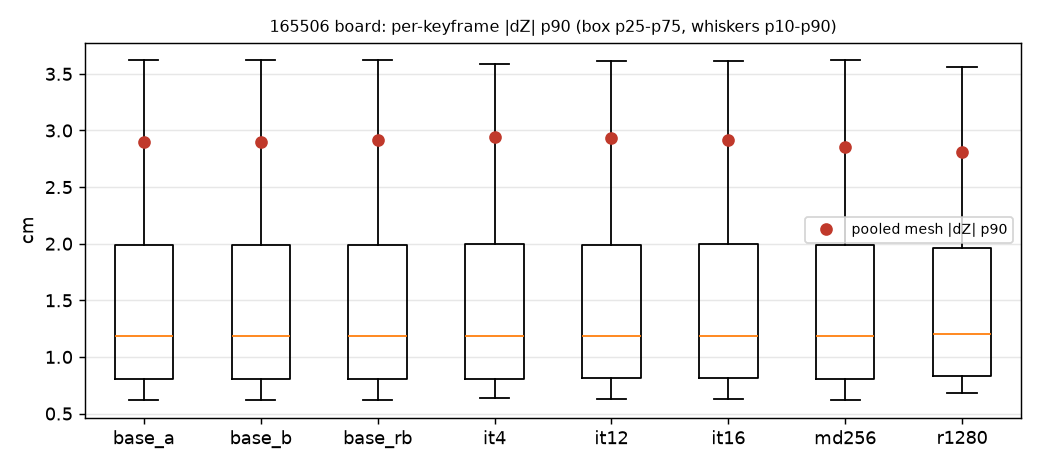 165506 board: per-keyframe |dZ| p90 (box p25-p75, whiskers p10-p90)
cm
3.5
3.0
2.5
2.0
1.5
1.0
0.5
pooled mesh |dZ| p90
base_a base_b base_rb it4 it12 it16 md256 r1280